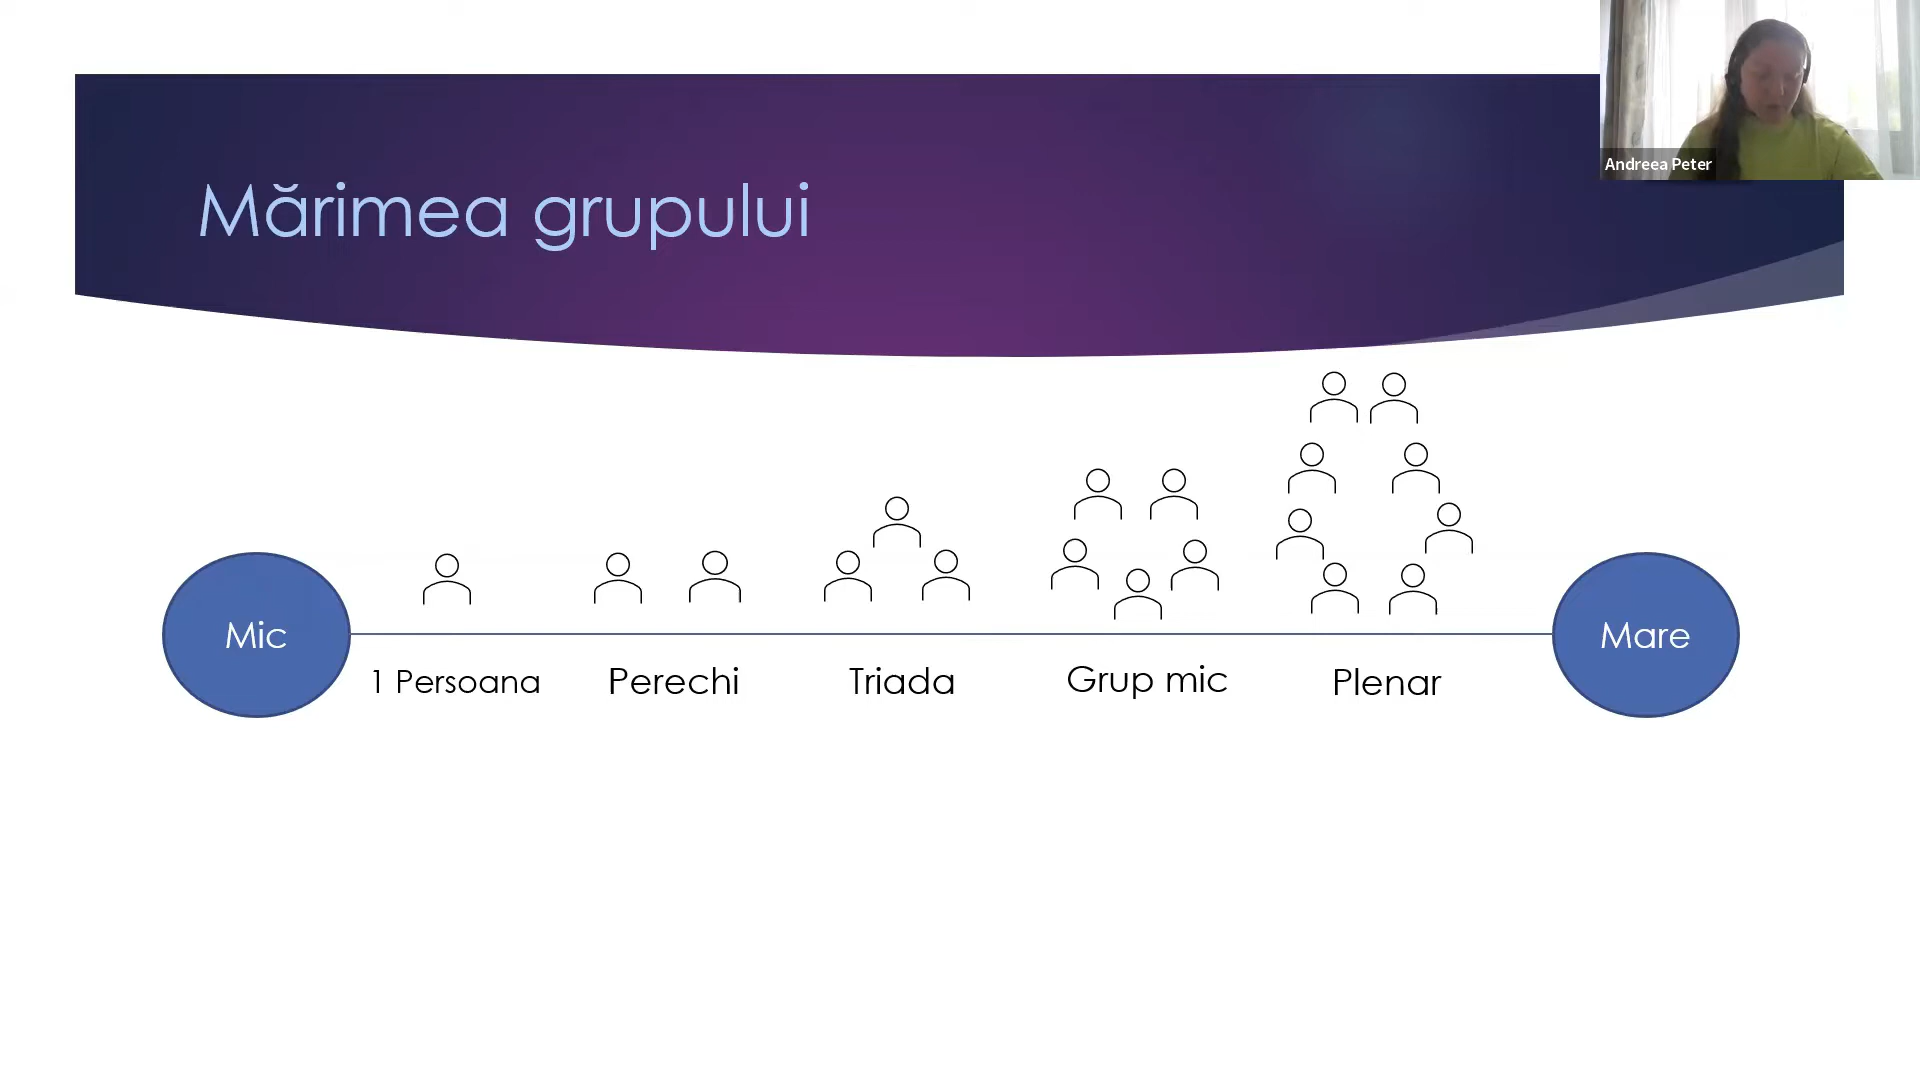 Andreea Peter
Mărimea grupului
Mic
Mare
1 Persoana
Perechi
Triada
Grup mic
Plenar